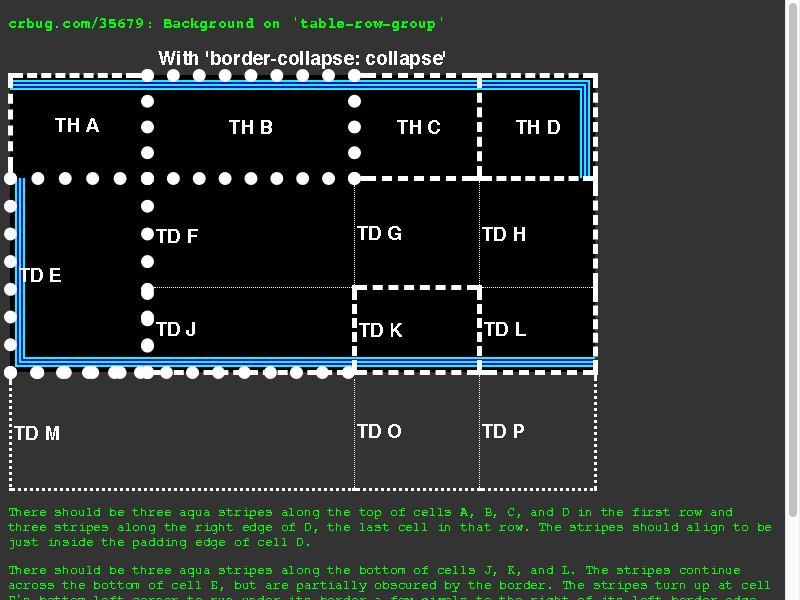 crbug.com/35679: Background on 'table-row-group'
With 'border-collapse: collapse'
TH A
TH B
TH C
TH D
TD E
TD F
TD G
TD H
TD J
TD K
TD L
TD M
TD O
TD P
There should be three aqua stripes along the top of cells A, B, C, and D in the first row and
three stripes along the right edge of D, the last cell in that row. The stripes should align to be
just inside the padding edge of cell D.
There should be three aqua stripes along the bottom of cells J, K, and L. The stripes continue
across the bottom of cell E, but are partially obscured by the border. The stripes turn up at cell
E's bottom left corner to run under its border a few pixels to the right of its left border edge